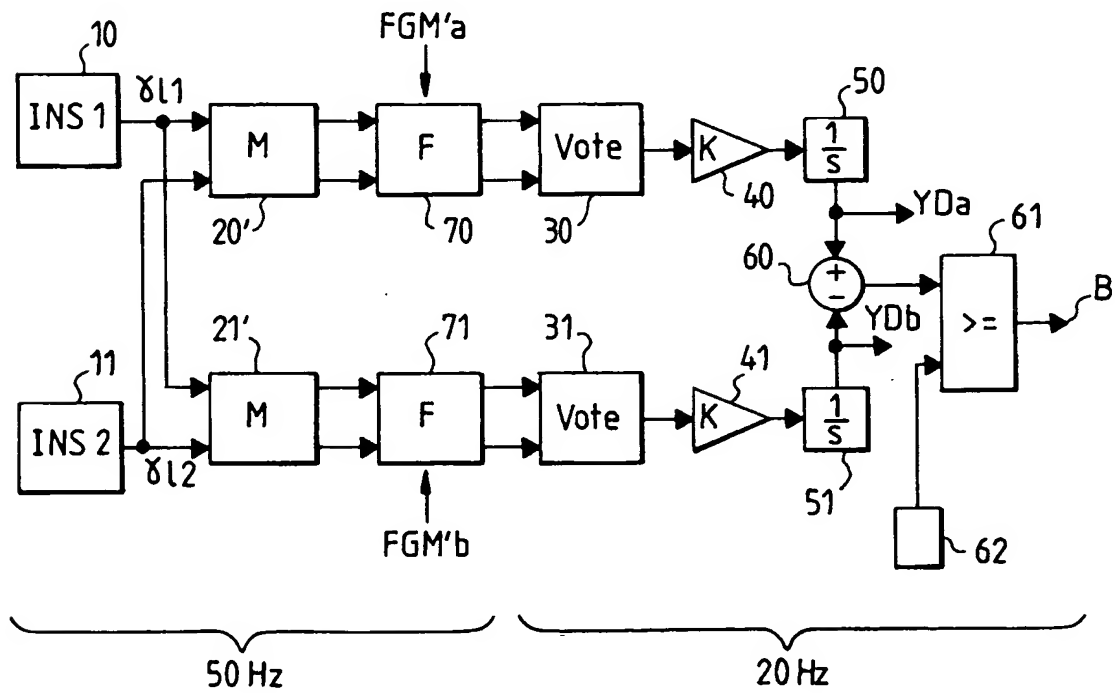 FGM'a
10
50
γl1
INS 1
M
F
Vote
K
1/s
20'
70
30
40
YDa
61
60
+
-
B
>=
YDb
11
21'
71
31
41
INS 2
M
F
Vote
K
1/s
γl2
51
FGM'b
62
50 Hz
20 Hz